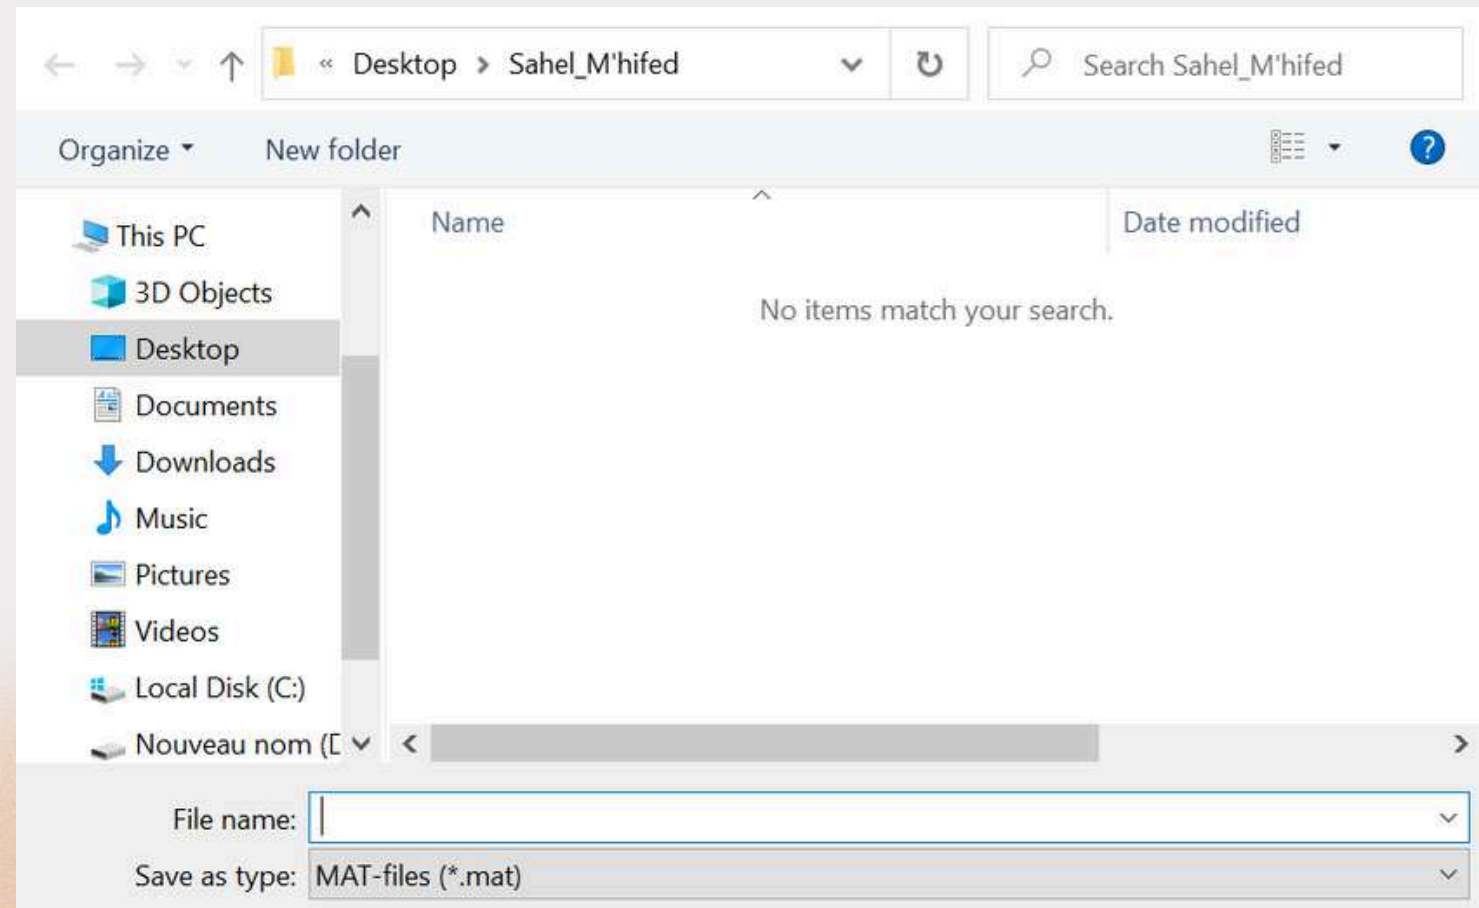 « Desktop > Sahel_M'hifed
Search Sahel_M'hifed
Organize
New folder
?
Name
Date modified
No items match your search.
This PC
3D Objects
Desktop
Documents
Downloads
Music
Pictures
Videos
Local Disk (C:)
Nouveau nom (D
File name:
Save as type: MAT-files (*.mat)